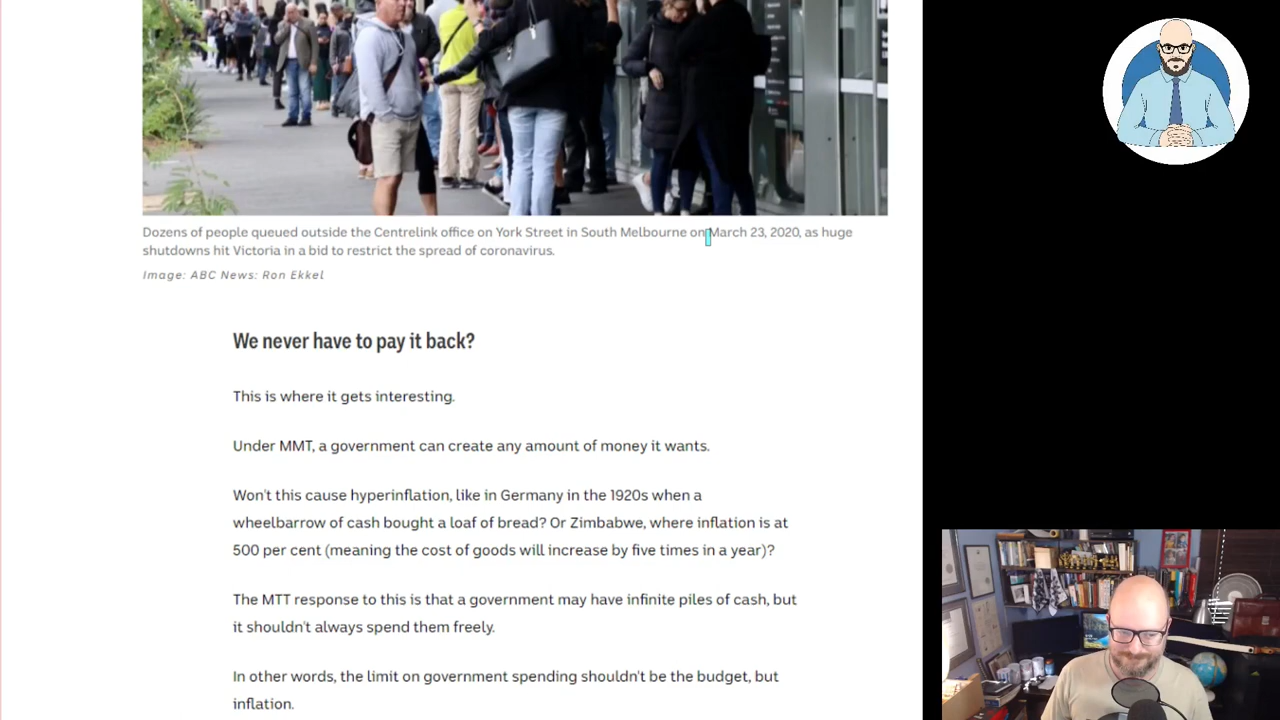 Dozens of people queued outside the Centrelink office on York Street in South Melbourne on March 23, 2020, as huge
shutdowns hit Victoria in a bid to restrict the spread of coronavirus.
Image: ABC News: Ron Ekkel
We never have to pay it back?
This is where it gets interesting.
Under MMT, a government can create any amount of money it wants.
Won't this cause hyperinflation, like in Germany in the 1920s when a
wheelbarrow of cash bought a loaf of bread? Or Zimbabwe, where inflation is at
500 per cent (meaning the cost of goods will increase by five times in a year)?
The MTT response to this is that a government may have infinite piles of cash, but
it shouldn't always spend them freely.
In other words, the limit on government spending shouldn't be the budget, but
inflation.